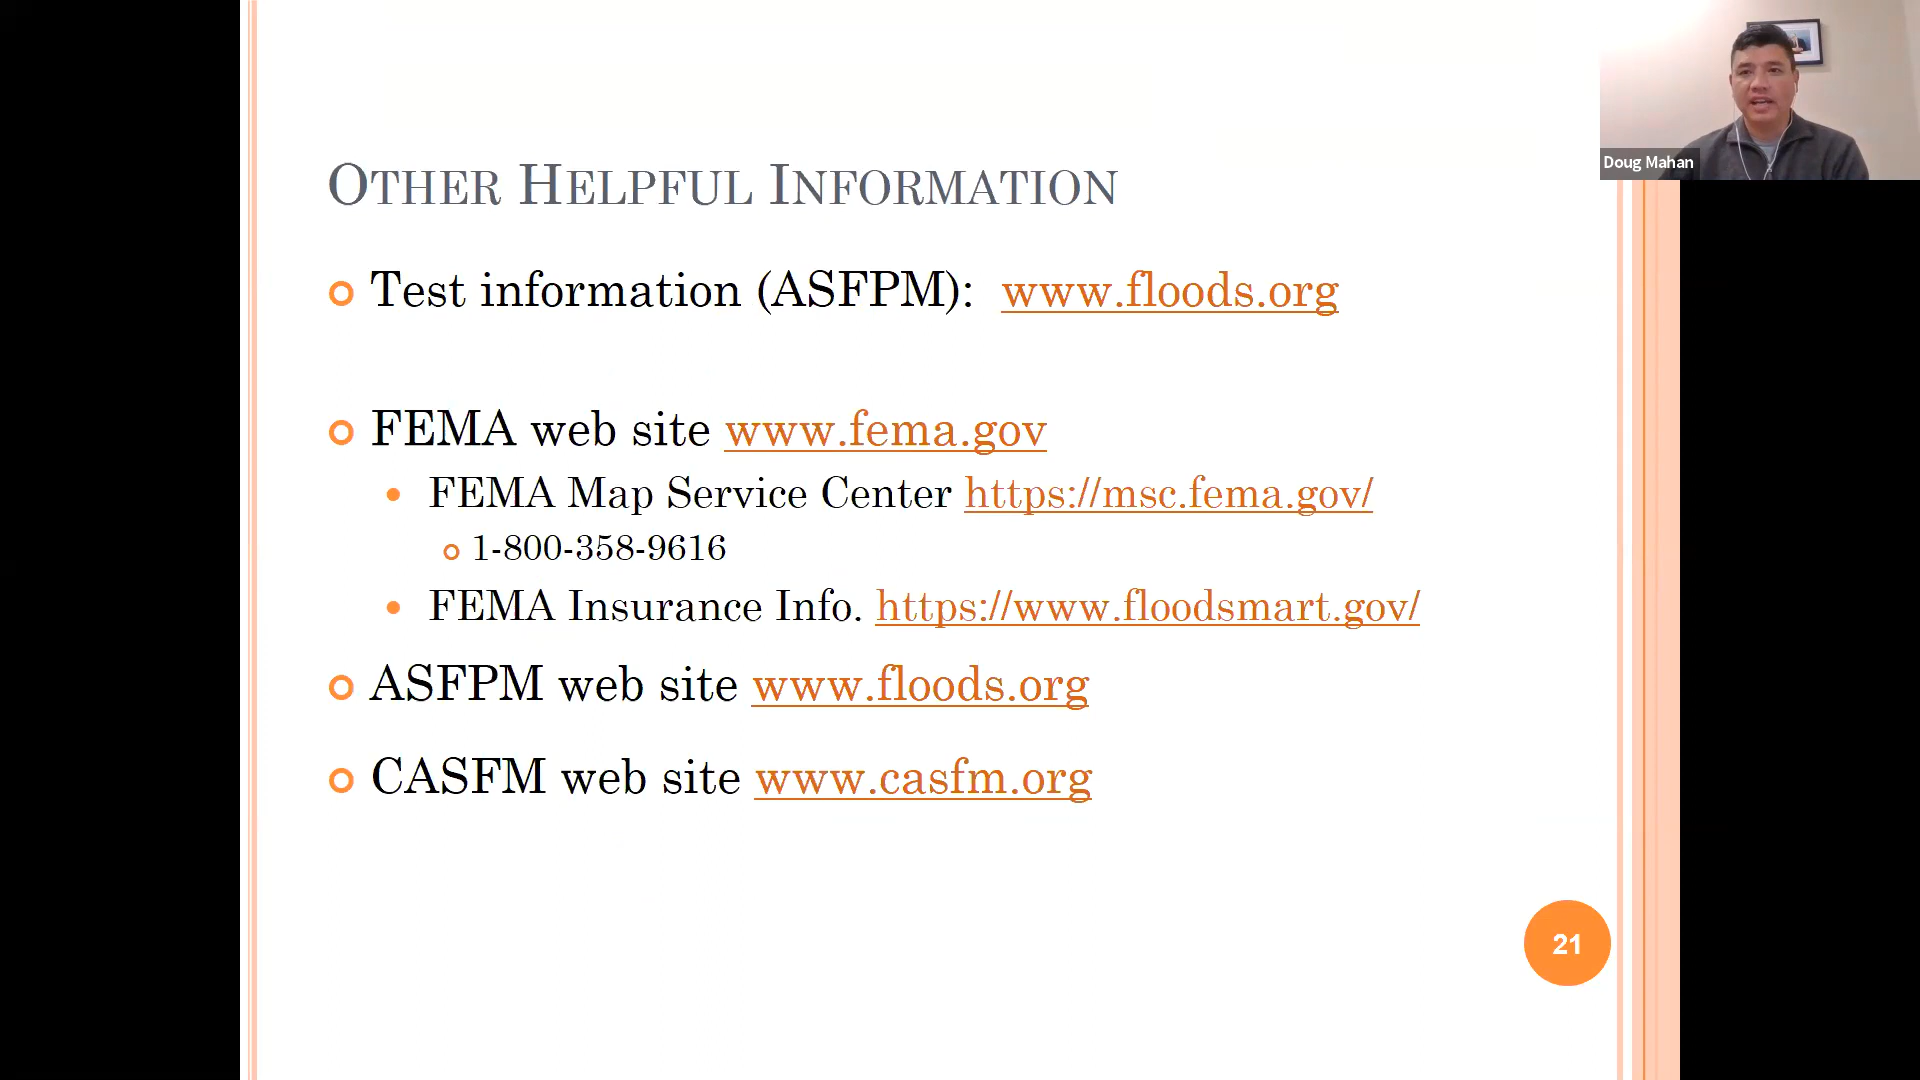 Doug Mahan
OTHER HELPFUL INFORMATION
Test information (ASFPM): www.floods.org
FEMA web site www.fema.gov
FEMA Map Service Center https://msc.fema.gov/
1-800-358-9616
FEMA Insurance Info. https://www.floodsmart.gov/
ASFPM web site www.floods.org
CASFM web site www.casfm.org
21